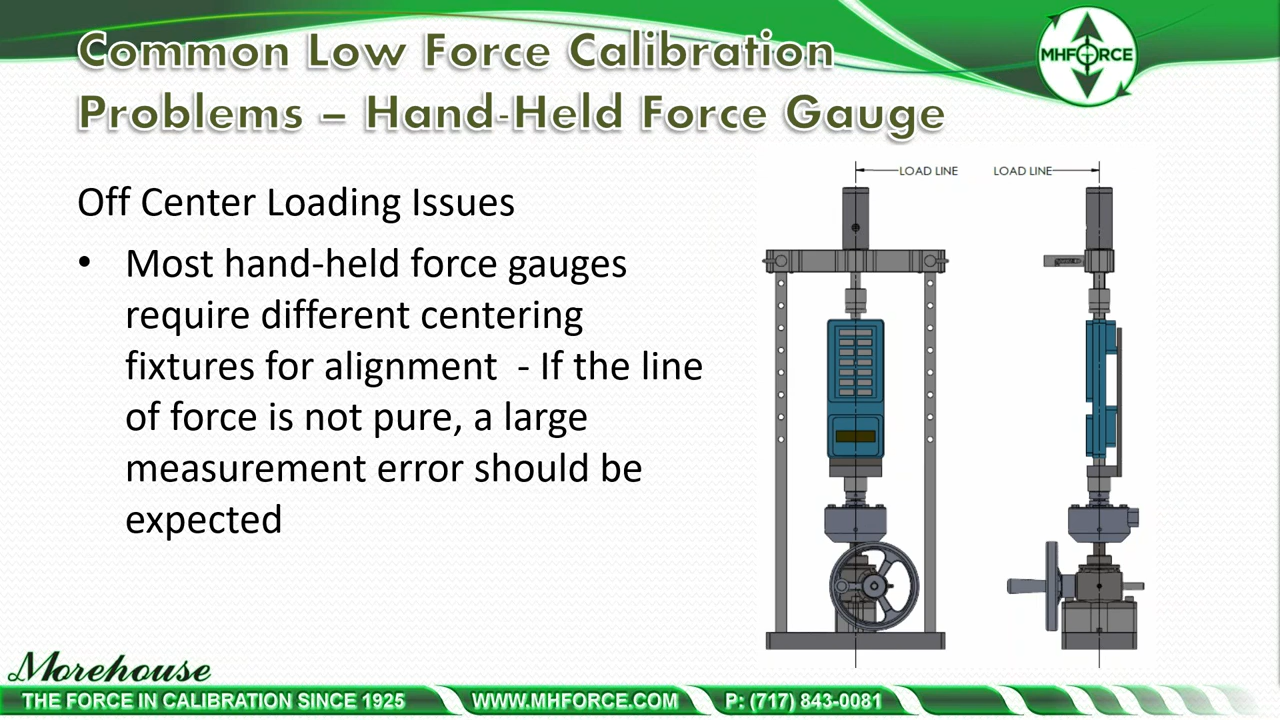 Common Low Force Calibration
Problems – Hand-Held Force Gauge
MHFORCE
LOAD LINE
LOAD LINE
Off Center Loading Issues
• Most hand-held force gauges
require different centering
fixtures for alignment - If the line
of force is not pure, a large
measurement error should be
expected
Morehouse
THE FORCE IN CALIBRATION SINCE 1925
WWW.MHFORCE.COM
P: (717) 843-0081